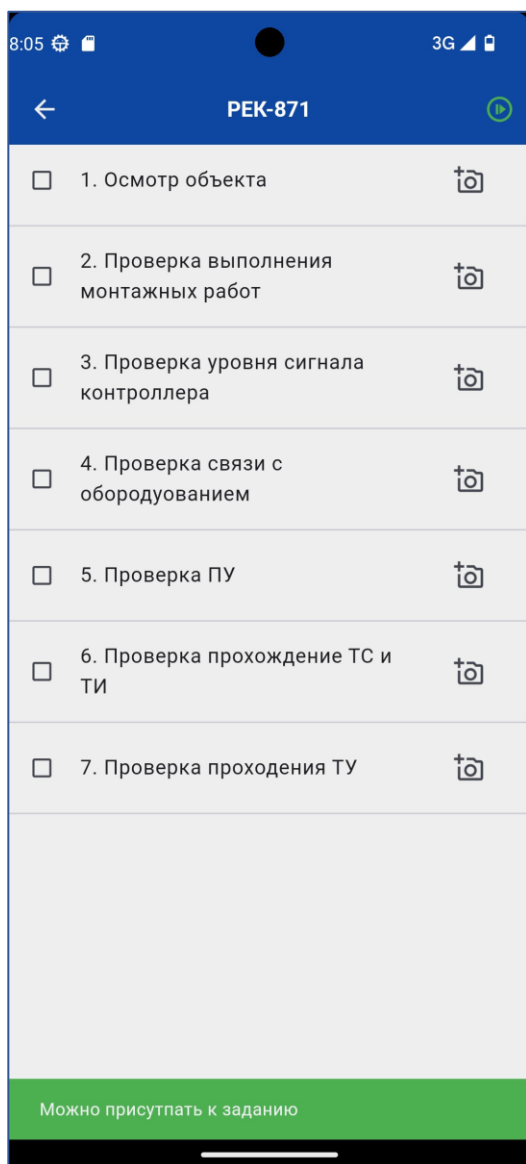 8:05
3G
РЕК-871
1. Осмотр объекта
2. Проверка выполнения
монтажных работ
3. Проверка уровня сигнала
контроллера
4. Проверка связи с
обородуованием
5. Проверка ПУ
6. Проверка прохождение ТС и
ТИ
7. Проверка проходения ТУ
Можно присутпать к заданию